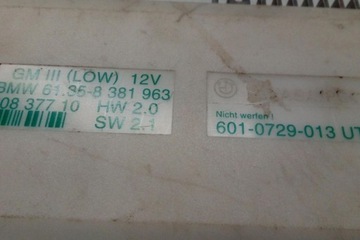 GM III (LOW) 12V
BMW 61.35-8 381 963
08 377 10 HW 2.0
SW 2.1
Nicht werfen !
601-0729-013 UT